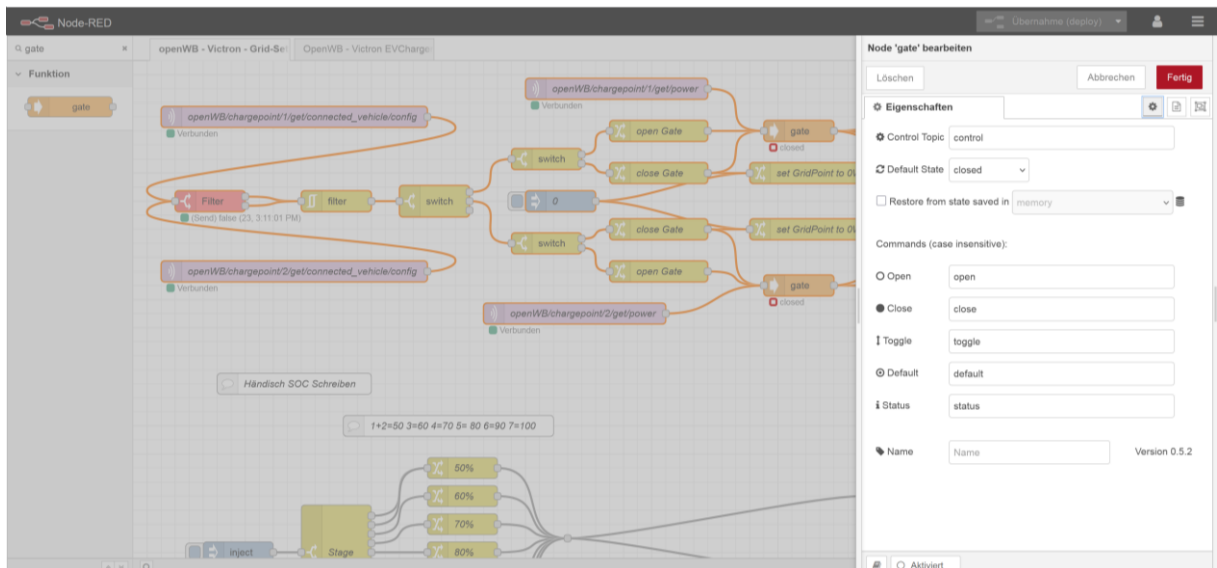 Node-RED
Übernahme (deploy)
gate
openWB - Victron - Grid-Se
OpenWB - Victron EVCharge
Funktion
gate
openWB/chargepoint/1/get/power
Verbunden
openWB/chargepoint/1/get/connected_vehicle/config
Verbunden
open Gate
gate
closed
switch
close Gate
set GridPoint to 0W
Filter
(Send) false (23, 3:11:01 PM)
filter
switch
0
close Gate
set GridPoint to 0W
switch
open Gate
gate
closed
openWB/chargepoint/2/get/connected_vehicle/config
Verbunden
openWB/chargepoint/2/get/power
Verbunden
Händisch SOC Schreiben
1+2=50 3=60 4=70 5= 80 6=90 7=100
50%
60%
70%
80%
inject
Stage
Node 'gate' bearbeiten
Löschen
Abbrechen
Fertig
Eigenschaften
Control Topic
control
Default State
closed
Restore from state saved in
memory
Commands (case insensitive):
Open
open
Close
close
Toggle
toggle
Default
default
Status
status
Name
Name
Version 0.5.2
Aktiviert